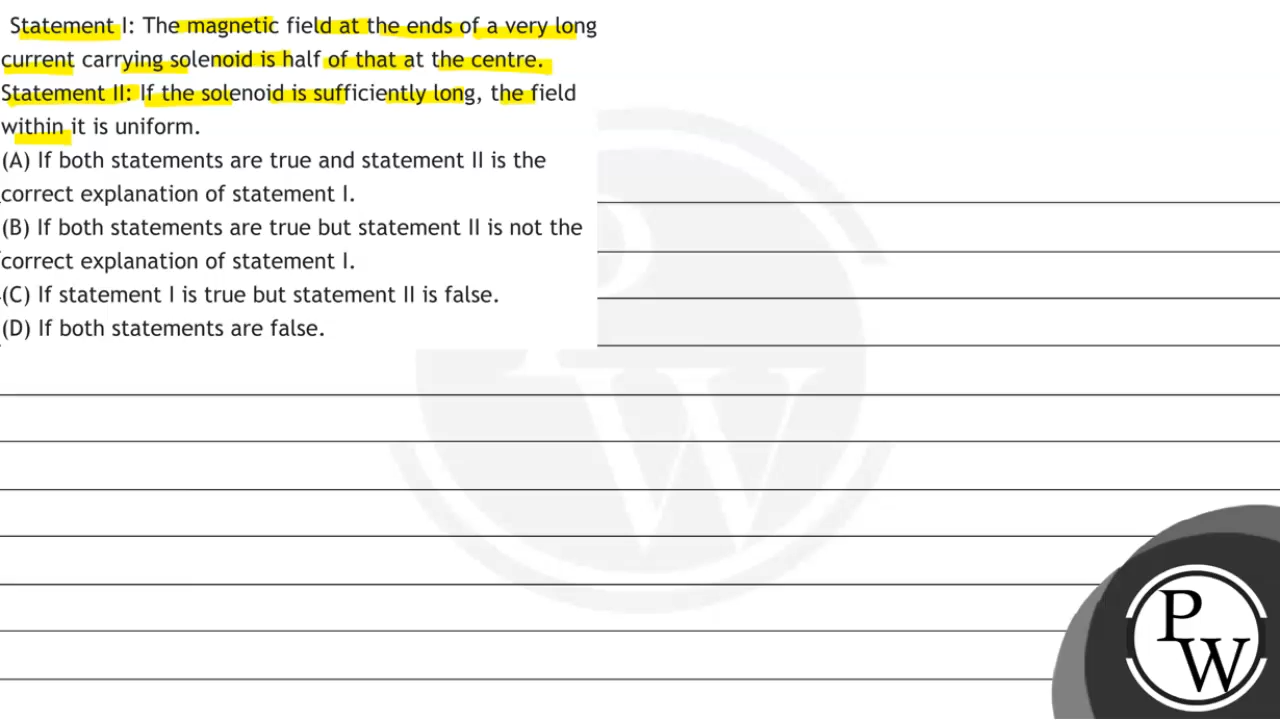 Statement I: The magnetic field at the ends of a very long
current carrying solenoid is half of that at the centre.
Statement II: If the solenoid is sufficiently long, the field
within it is uniform.
(A) If both statements are true and statement II is the
correct explanation of statement I.
(B) If both statements are true but statement II is not the
correct explanation of statement I.
(C) If statement I is true but statement II is false.
(D) If both statements are false.
P
W
P
W